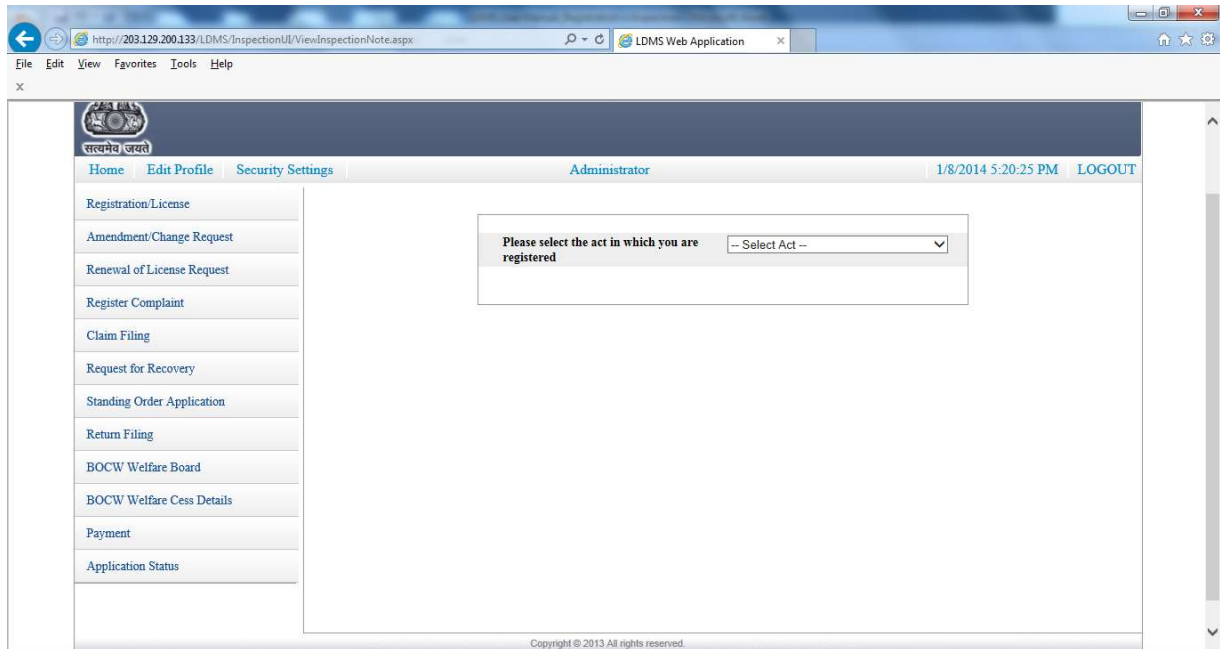 http://203.129.200.133/LDMS/InspectionUI/ViewInspectionNote.aspx
LDMS Web Application
File Edit View Favorites Tools Help
x
सत्यमेव जयते
Home Edit Profile Security Settings Administrator 1/8/2014 5:20:25 PM LOGOUT
Registration/License
Amendment/Change Request
Renewal of License Request
Register Complaint
Claim Filing
Request for Recovery
Standing Order Application
Return Filing
BOCW Welfare Board
BOCW Welfare Cess Details
Payment
Application Status
Please select the act in which you are
registered
-- Select Act --
Copyright © 2013 All rights reserved.